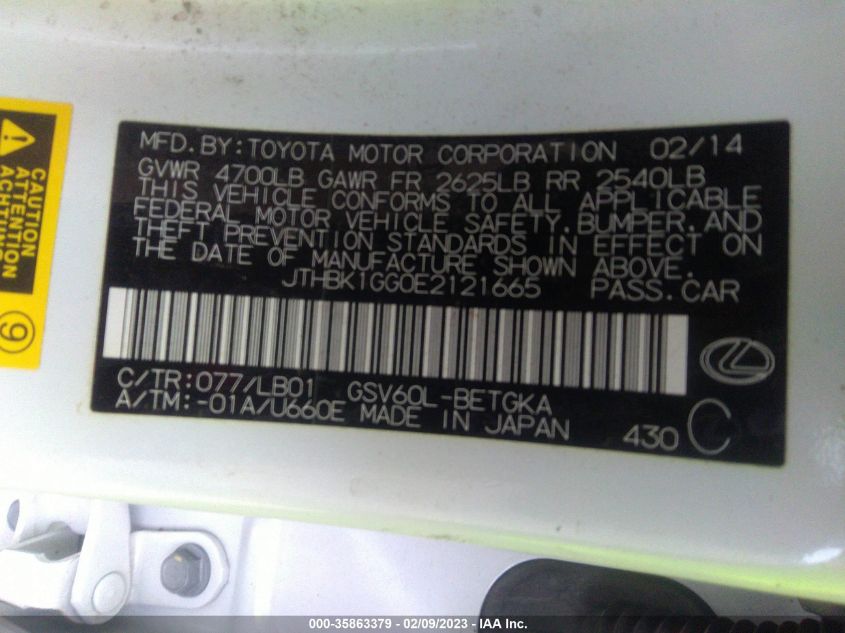 MFD. BY: TOYOTA MOTOR CORPORATION 02/14
GVWR 4700LB GAWR FR 2625LB RR 2540LB
THIS VEHICLE CONFORMS TO ALL APPLICABLE
FEDERAL MOTOR VEHICLE SAFETY, BUMPER, AND
THEFT PREVENTION STANDARDS IN EFFECT ON
THE DATE OF MANUFACTURE SHOWN ABOVE.
JTHBK1GG0E2121665 PASS. CAR
C/TR: 077/LB01 GSV60L-BETGKA
A/TM: -01A/U660E MADE IN JAPAN 430 C
CAUTION
ATTENTION
ACHTUNG
9
000-35863379 - 02/09/2023 - IAA Inc.